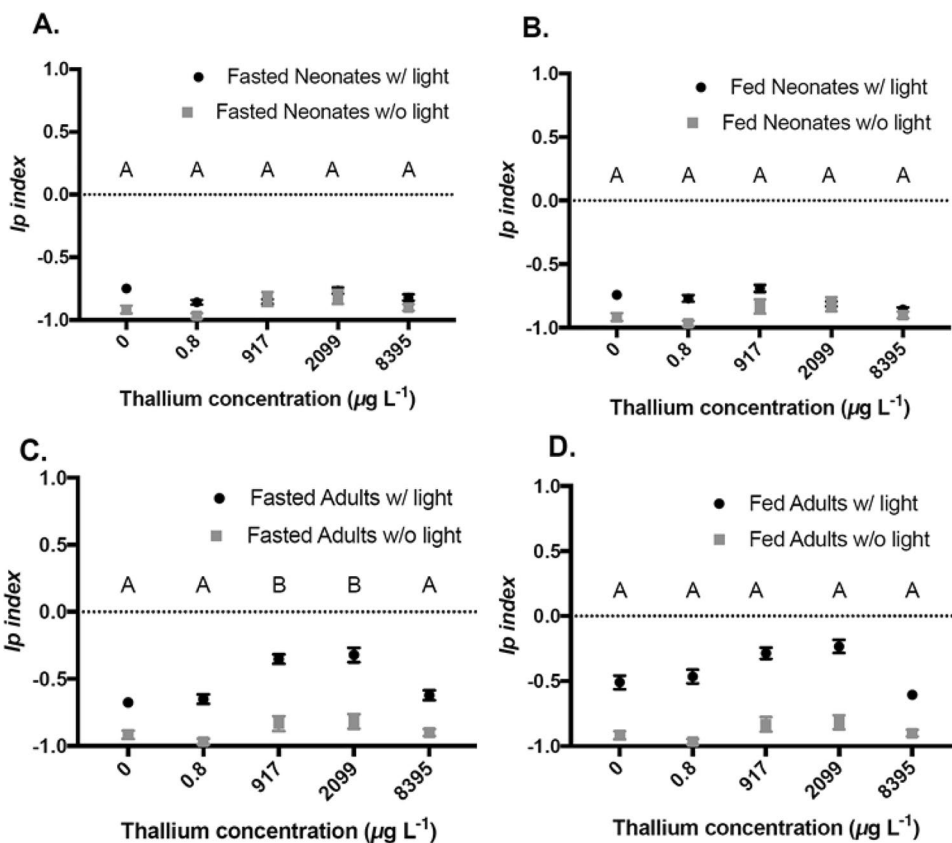 A.
Fasted Neonates w/ light
Fasted Neonates w/o light
1.0
0.5
0.0
-0.5
-1.0
Ip index
A A A A A
0 0.8 917 2099 8395
Thallium concentration (µg L⁻¹)
B.
Fed Neonates w/ light
Fed Neonates w/o light
1.0
0.5
0.0
-0.5
-1.0
Ip index
A A A A A
0 0.8 917 2099 8395
Thallium concentration (µg L⁻¹)
C.
Fasted Adults w/ light
Fasted Adults w/o light
1.0
0.5
0.0
-0.5
-1.0
Ip index
A A B B A
0 0.8 917 2099 8395
Thallium concentration (µg L⁻¹)
D.
Fed Adults w/ light
Fed Adults w/o light
1.0
0.5
0.0
-0.5
-1.0
Ip index
A A A A A
0 0.8 917 2099 8395
Thallium concentration (µg L⁻¹)